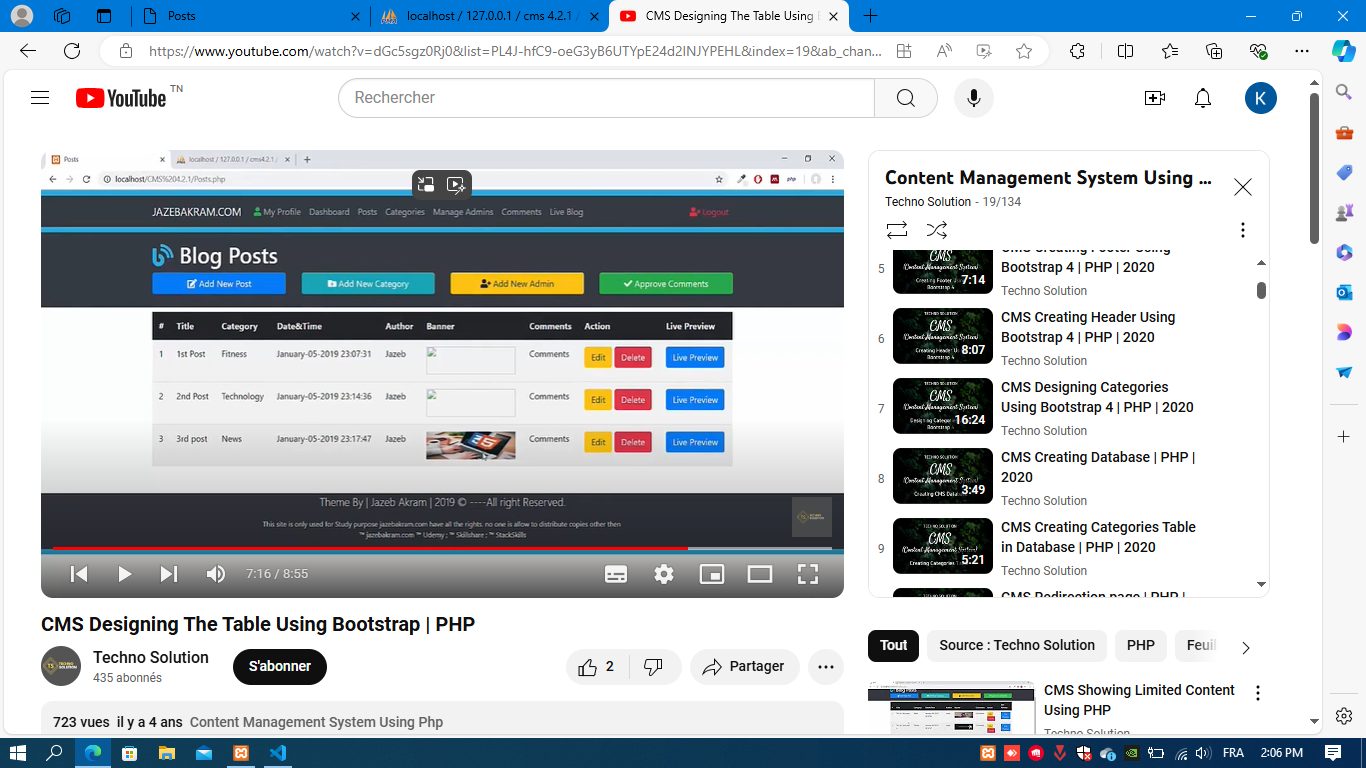 Posts
localhost / 127.0.0.1 / cms 4.2.1 /
CMS Designing The Table Using B
https://www.youtube.com/watch?v=dGc5sgz0Rj0&list=PL4J-hfC9-oeG3yB6UTYpE24d2INJYPEHL&index=19&ab_chan...
YouTube TN
Rechercher
K
Posts
localhost / 127.0.0.1 / cms4.2.1 /
localhost/CMS%204.2.1/Posts.php
JAZEBAKRAM.COM My Profile Dashboard Posts Categories Manage Admins Comments Live Blog Logout
Blog Posts
Add New Post Add New Category Add New Admin Approve Comments
# Title Category Date&Time Author Banner Comments Action Live Preview
1 1st Post Fitness January-05-2019 23:07:31 Jazeb Comments Edit Delete Live Preview
2 2nd Post Technology January-05-2019 23:14:36 Jazeb Comments Edit Delete Live Preview
3 3rd post News January-05-2019 23:17:47 Jazeb Comments Edit Delete Live Preview
Theme By | Jazeb Akram | 2019 © ----All right Reserved.
This site is only used for Study purpose jazebakram.com have all the rights. no one is allow to distribute copies other then
™ jazebakram.com ™ Udemy ; ™ Skillshare ; ™ StackSkills
7:16 / 8:55
CMS Designing The Table Using Bootstrap | PHP
Techno Solution
435 abonnés
S'abonner
2
Partager
723 vues il y a 4 ans Content Management System Using Php
Content Management System Using ...
Techno Solution - 19/134
5
7:14
CMS Creating Footer Using
Bootstrap 4 | PHP | 2020
Techno Solution
6
8:07
CMS Creating Header Using
Bootstrap 4 | PHP | 2020
Techno Solution
7
16:24
CMS Designing Categories
Using Bootstrap 4 | PHP | 2020
Techno Solution
8
3:49
CMS Creating Database | PHP |
2020
Techno Solution
9
5:21
CMS Creating Categories Table
in Database | PHP | 2020
Techno Solution
CMS Redirection page | PHP |
Tout
Source : Techno Solution
PHP
Feuil
CMS Showing Limited Content
Using PHP
Techno Solution
FRA
2:06 PM